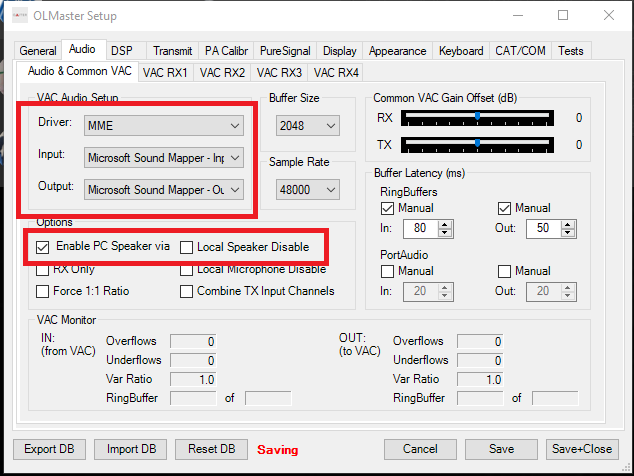 OLMaster Setup
General Audio DSP Transmit PA Calibr PureSignal Display Appearance Keyboard CAT/COM Tests
Audio & Common VAC VAC RX1 VAC RX2 VAC RX3 VAC RX4
VAC Audio Setup
Driver: MME
Input: Microsoft Sound Mapper - Inp
Output: Microsoft Sound Mapper - Ou
Buffer Size
2048
Sample Rate
48000
Common VAC Gain Offset (dB)
RX 0
TX 0
Buffer Latency (ms)
RingBuffers
Manual Manual
In: 80 Out: 50
PortAudio
Manual Manual
In: 20 Out: 20
Options
Enable PC Speaker via Local Speaker Disable
RX Only Local Microphone Disable
Force 1:1 Ratio Combine TX Input Channels
VAC Monitor
IN:
(from VAC)
Overflows 0
Underflows 0
Var Ratio 1.0
RingBuffer of
OUT:
(to VAC)
Overflows 0
Underflows 0
Var Ratio 1.0
RingBuffer of
Export DB Import DB Reset DB Saving Cancel Save Save+Close